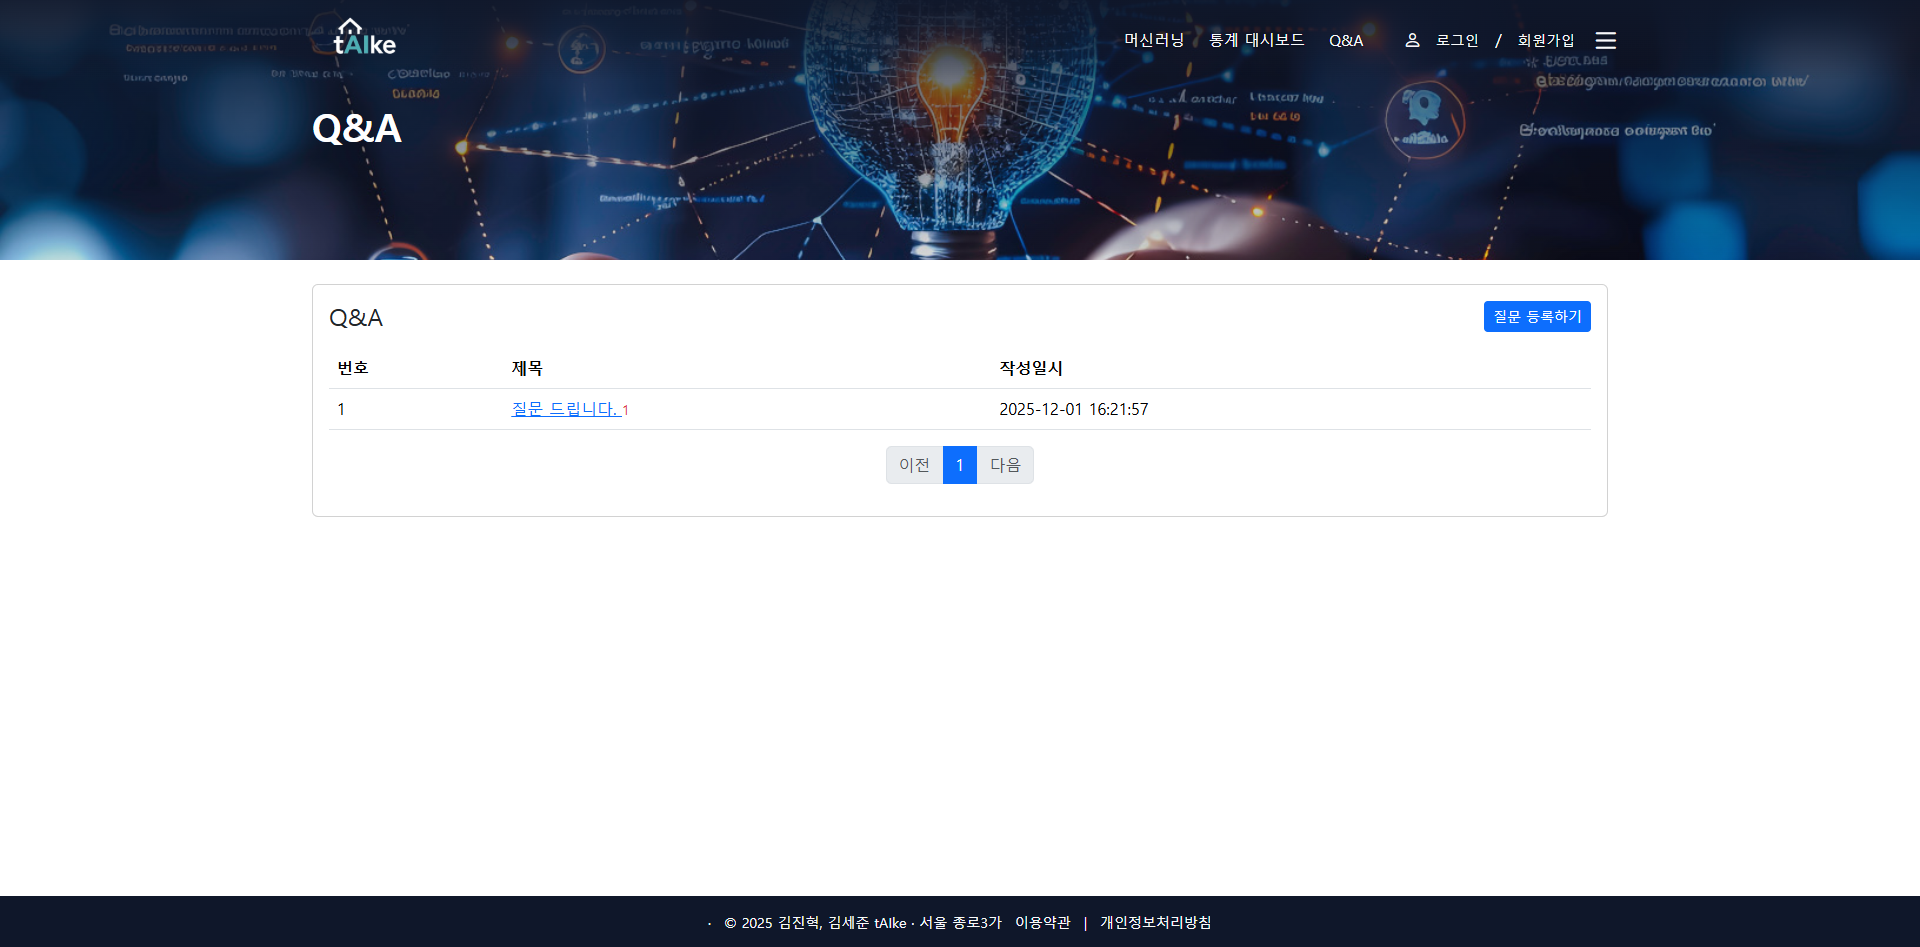 tAIke
머신러닝 통계 대시보드 Q&A 로그인 / 회원가입
Q&A
Q&A
질문 등록하기
번호 제목 작성일시
1 질문 드립니다. 1 2025-12-01 16:21:57
이전 1 다음
· © 2025 김진혁, 김세준 tAIke · 서울 종로3가 이용약관 | 개인정보처리방침